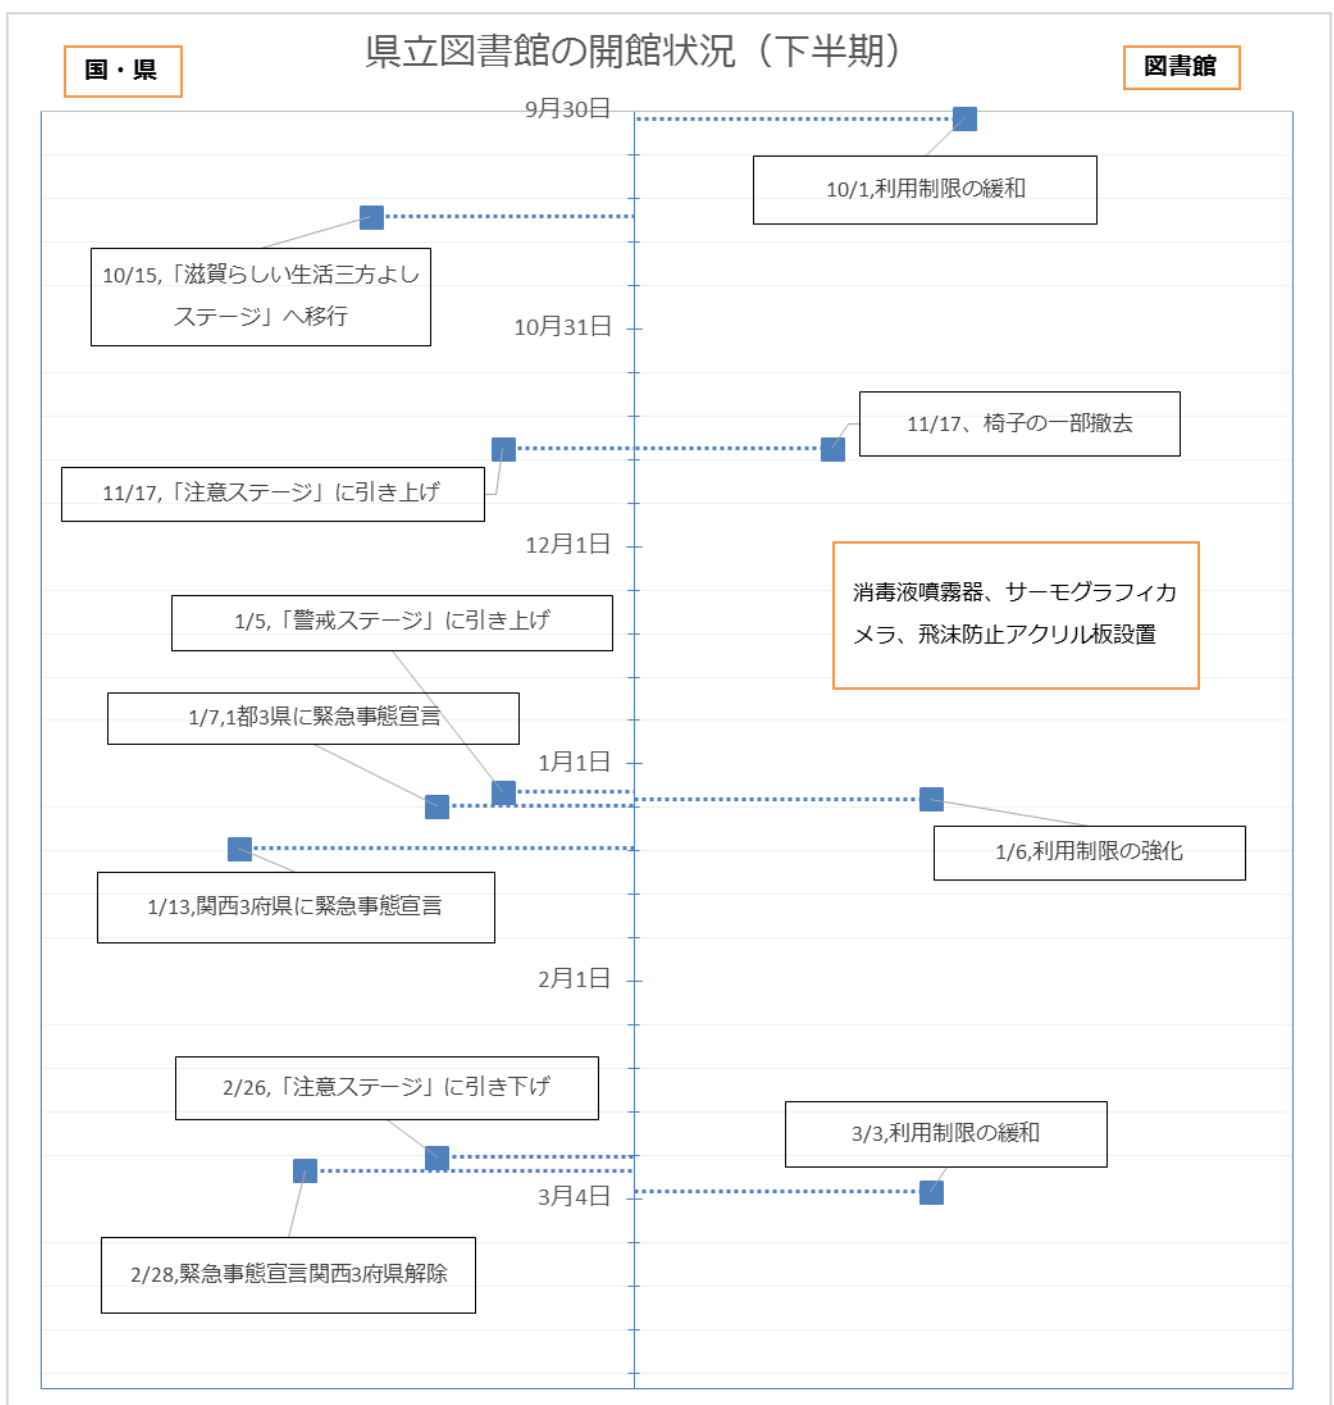 県立図書館の開館状況（下半期）
国・県
図書館
9月30日
10/1,利用制限の緩和
10/15,「滋賀らしい生活三方よし
ステージ」へ移行
10月31日
11/17、椅子の一部撤去
11/17,「注意ステージ」に引き上げ
12月1日
消毒液噴霧器、サーモグラフィカ
メラ、飛沫防止アクリル板設置
1/5,「警戒ステージ」に引き上げ
1/7,1都3県に緊急事態宣言
1月1日
1/6,利用制限の強化
1/13,関西3府県に緊急事態宣言
2月1日
2/26,「注意ステージ」に引き下げ
3/3,利用制限の緩和
3月4日
2/28,緊急事態宣言関西3府県解除